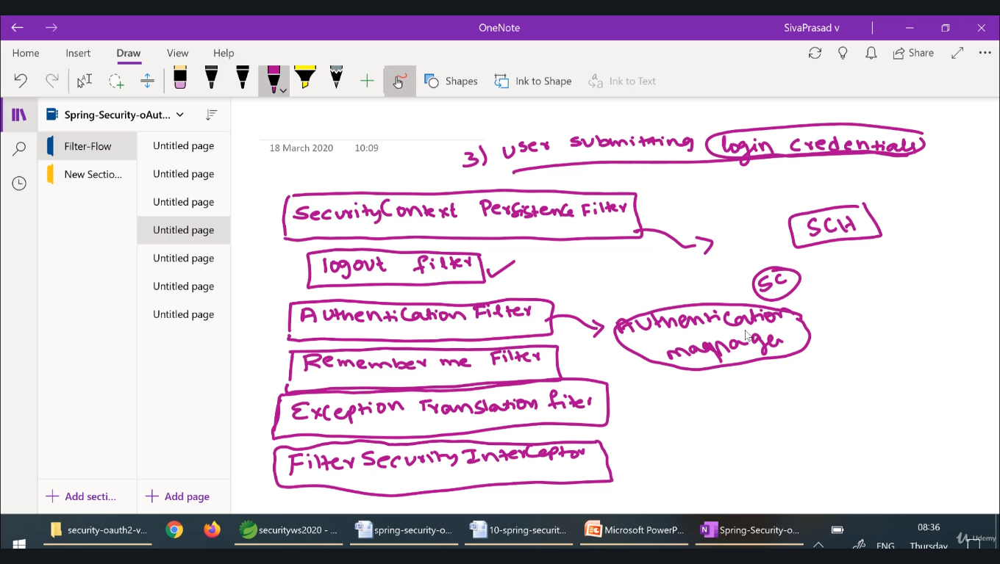 OneNote
SivaPrasad v
Home Insert Draw View Help
Share
Shapes
Ink to Shape
Ink to Text
Spring-Security-oAut...
Filter-Flow
New Sectio...
Untitled page
Untitled page
Untitled page
Untitled page
Untitled page
Untitled page
Untitled page
Add secti...
Add page
18 March 2020 10:09
3) user submitting login credentials
SecurityContext Persistence Filter
SCH
logout filter
SC
Authentication Filter
Authentication
manager
Remember me Filter
Exception Translation filter
FilterSecurityInterceptor
security-oauth2-v...
securityws2020 - ...
spring-security-o...
10-spring-securit...
Microsoft PowerP...
Spring-Security-o...
ENG
08:36
Thursday
Udemy